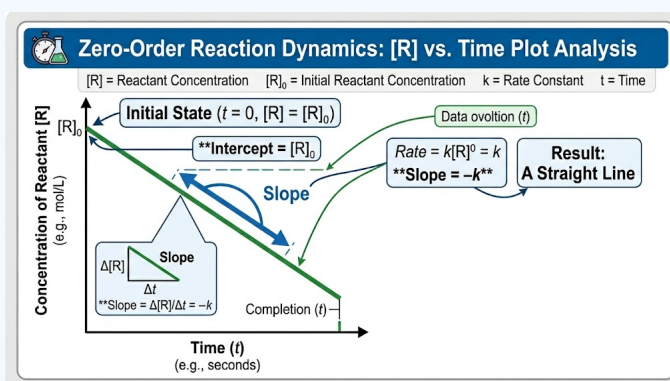 Zero-Order Reaction Dynamics: [R] vs. Time Plot Analysis
[R] = Reactant Concentration [R]₀ = Initial Reactant Concentration k = Rate Constant t = Time
Initial State (t = 0, [R] = [R]₀)
[R]₀
**Intercept = [R]₀
Data ovoltion (t)
Rate = k[R]⁰ = k
**Slope = –k**
Result:
A Straight Line
Slope
Concentration of Reactant [R]
(e.g., mol/L)
Δ[R]
Slope
Δt
**Slope = Δ[R]/Δt = –k
Completion (t)
Time (t)
(e.g., seconds)